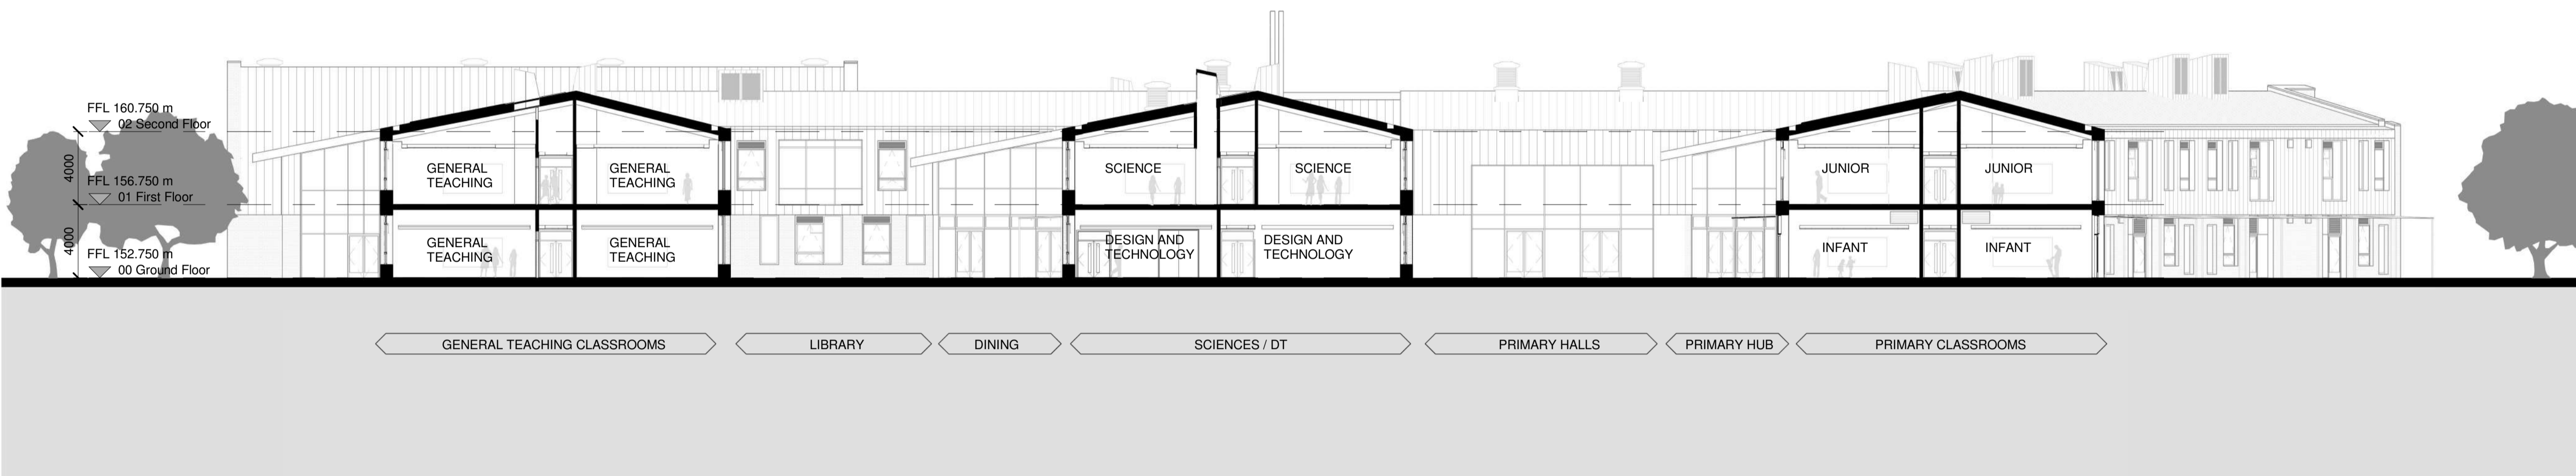 FFL 160.750 m
02 Second Floor
4000
FFL 156.750 m
01 First Floor
4000
FFL 152.750 m
00 Ground Floor
GENERAL
TEACHING
GENERAL
TEACHING
GENERAL
TEACHING
GENERAL
TEACHING
SCIENCE
SCIENCE
DESIGN AND
TECHNOLOGY
DESIGN AND
TECHNOLOGY
JUNIOR
JUNIOR
INFANT
INFANT
GENERAL TEACHING CLASSROOMS
LIBRARY
DINING
SCIENCES / DT
PRIMARY HALLS
PRIMARY HUB
PRIMARY CLASSROOMS